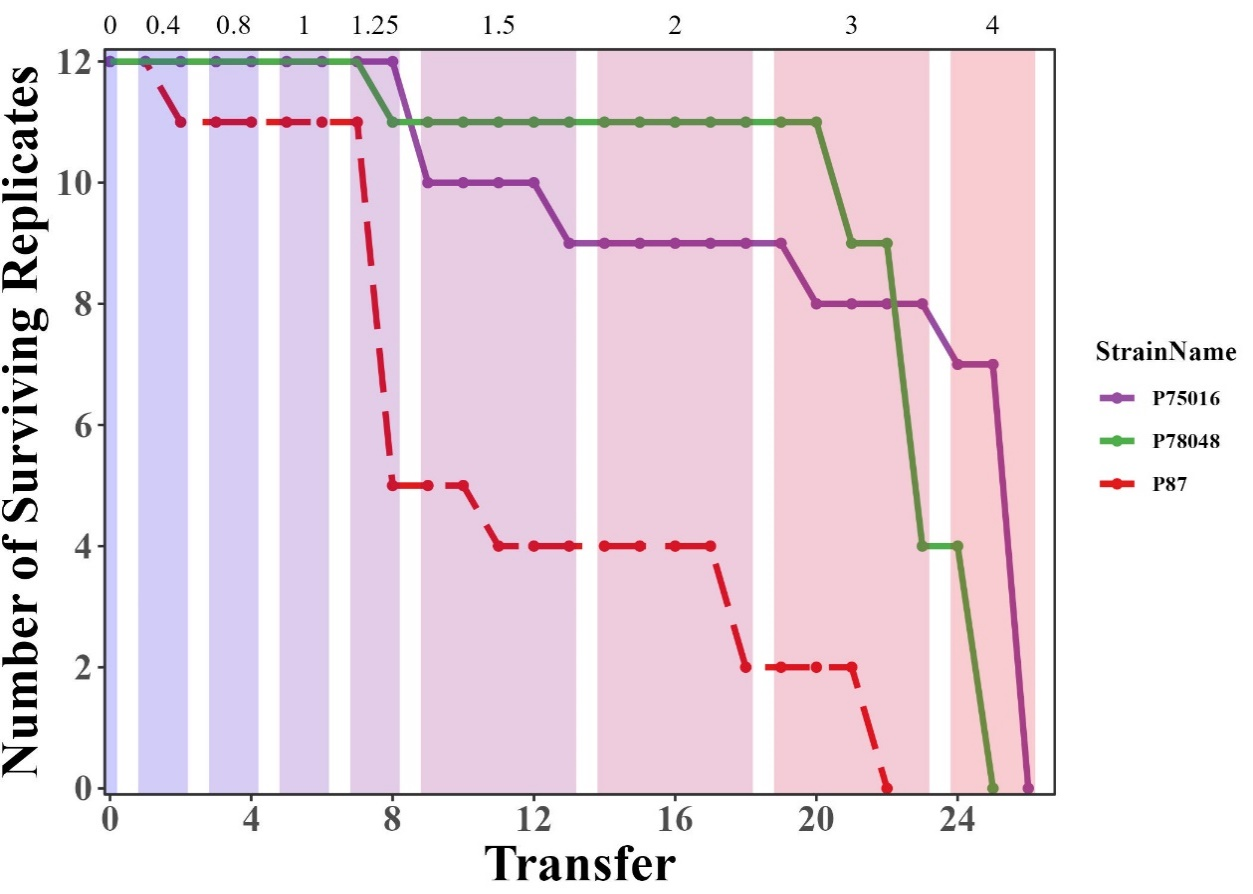 0 0.4 0.8 1 1.25 1.5 2 3 4
Number of Surviving Replicates
12
10
8
6
4
2
0
0 4 8 12 16 20 24
Transfer
StrainName
P75016
P78048
P87